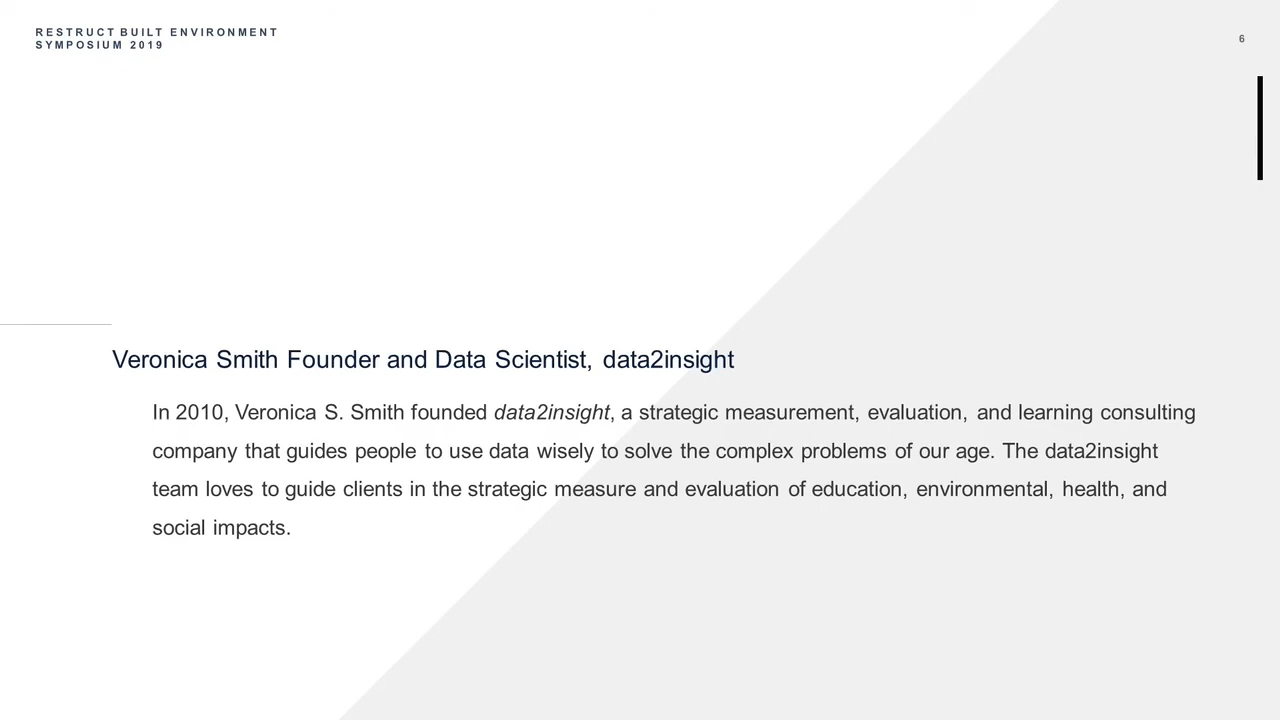 RESTRUCT BUILT ENVIRONMENT
SYMPOSIUM 2019
6
Veronica Smith Founder and Data Scientist, data2insight
In 2010, Veronica S. Smith founded data2insight, a strategic measurement, evaluation, and learning consulting
company that guides people to use data wisely to solve the complex problems of our age. The data2insight
team loves to guide clients in the strategic measure and evaluation of education, environmental, health, and
social impacts.